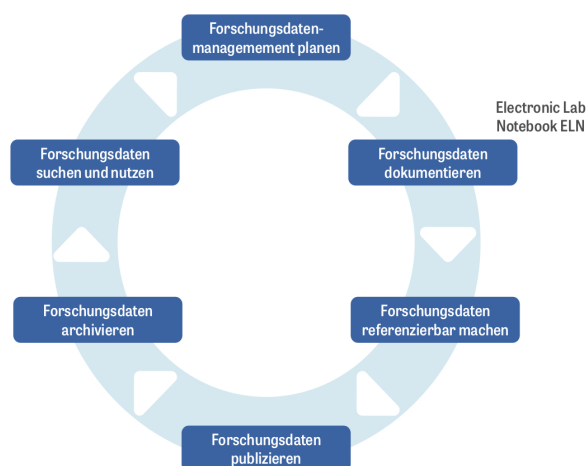 Forschungsdaten-
managemement planen
Electronic Lab
Notebook ELN
Forschungsdaten
suchen und nutzen
Forschungsdaten
dokumentieren
Forschungsdaten
archivieren
Forschungsdaten
referenzierbar machen
Forschungsdaten
publizieren